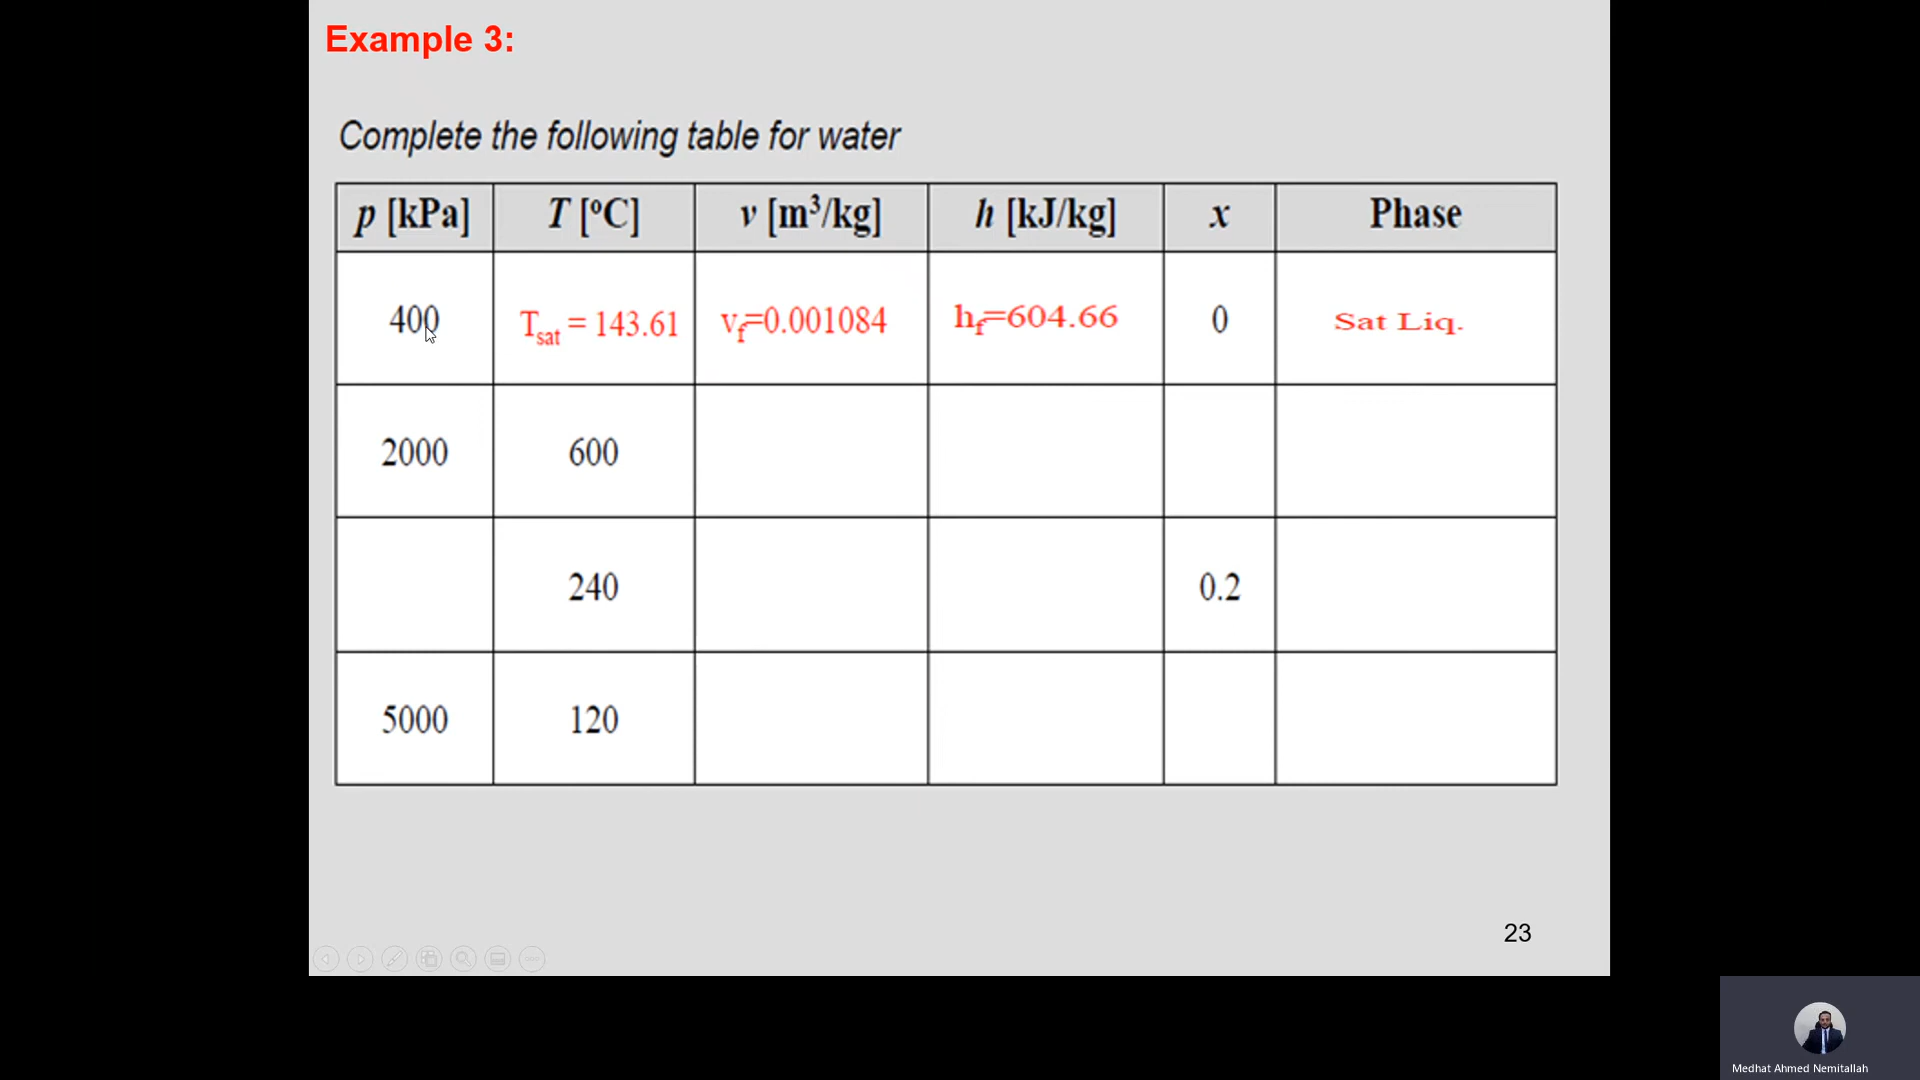 Example 3:
Complete the following table for water
p [kPa] T [ºC] v [m³/kg] h [kJ/kg] x Phase
400 Tsat = 143.61 vf=0.001084 hf=604.66 0 Sat Liq.
2000 600
240 0.2
5000 120
23
Medhat Ahmed Nemitallah